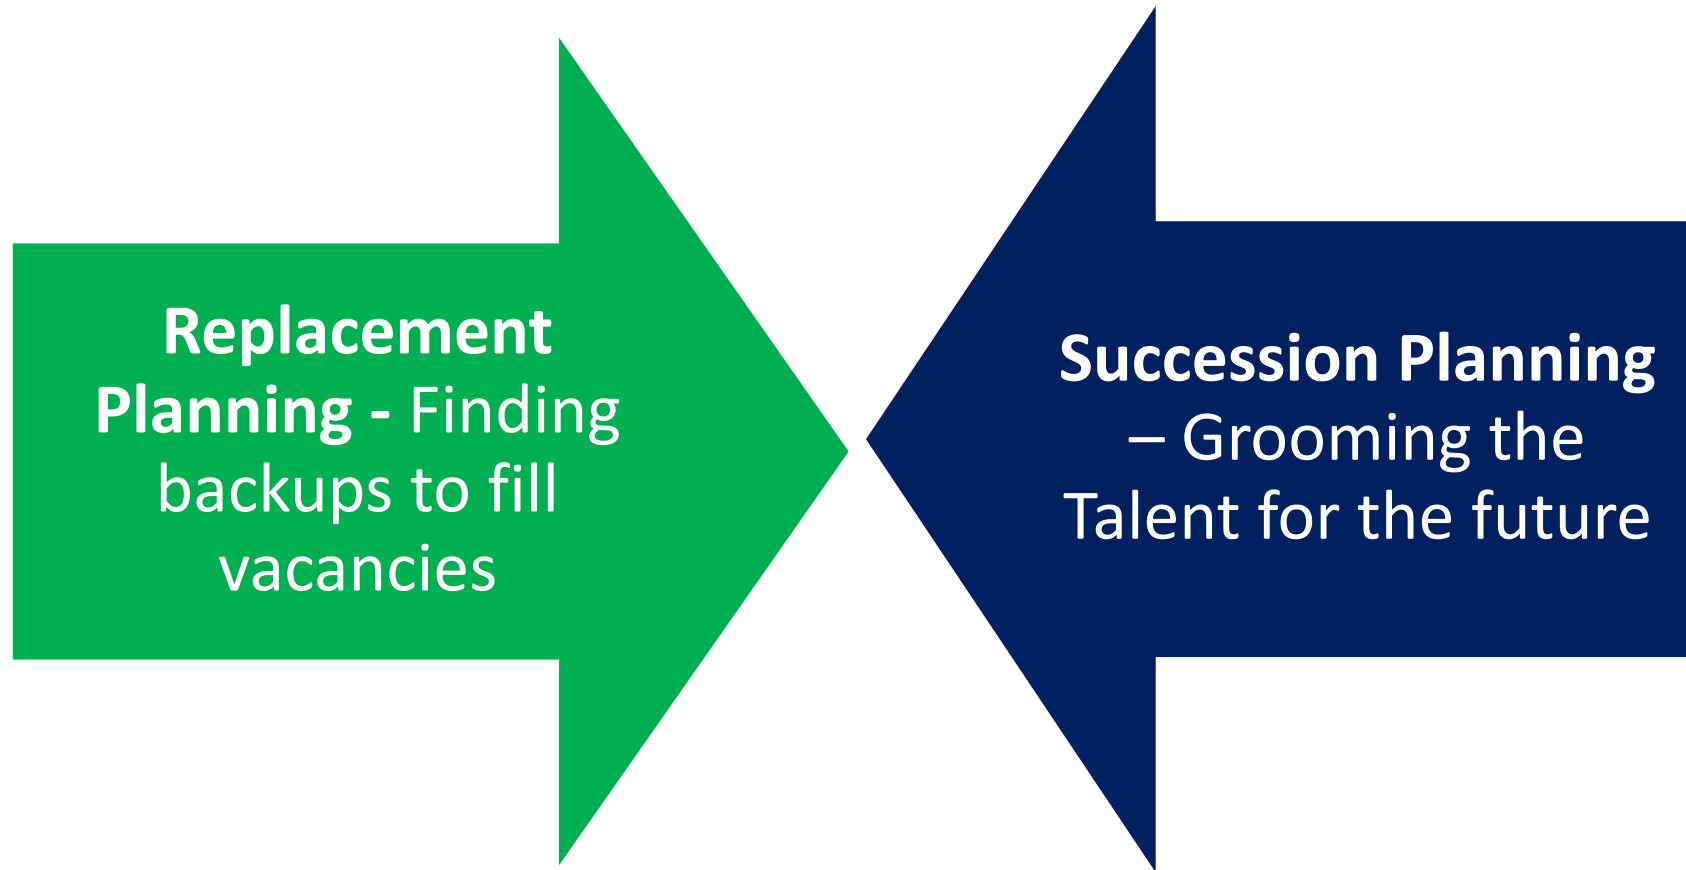 Replacement
Planning - Finding
backups to fill
vacancies
Succession Planning
– Grooming the
Talent for the future